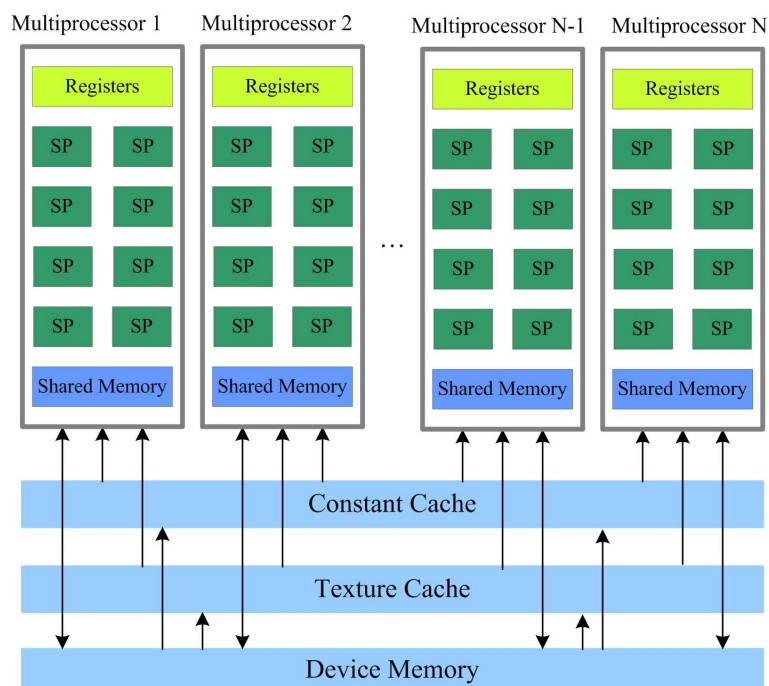 Multiprocessor 1 Multiprocessor 2 Multiprocessor N-1 Multiprocessor N
Registers Registers Registers Registers
SP SP SP SP SP SP SP SP
SP SP SP SP SP SP SP SP
...
SP SP SP SP SP SP SP SP
SP SP SP SP SP SP SP SP
Shared Memory Shared Memory Shared Memory Shared Memory
Constant Cache
Texture Cache
Device Memory